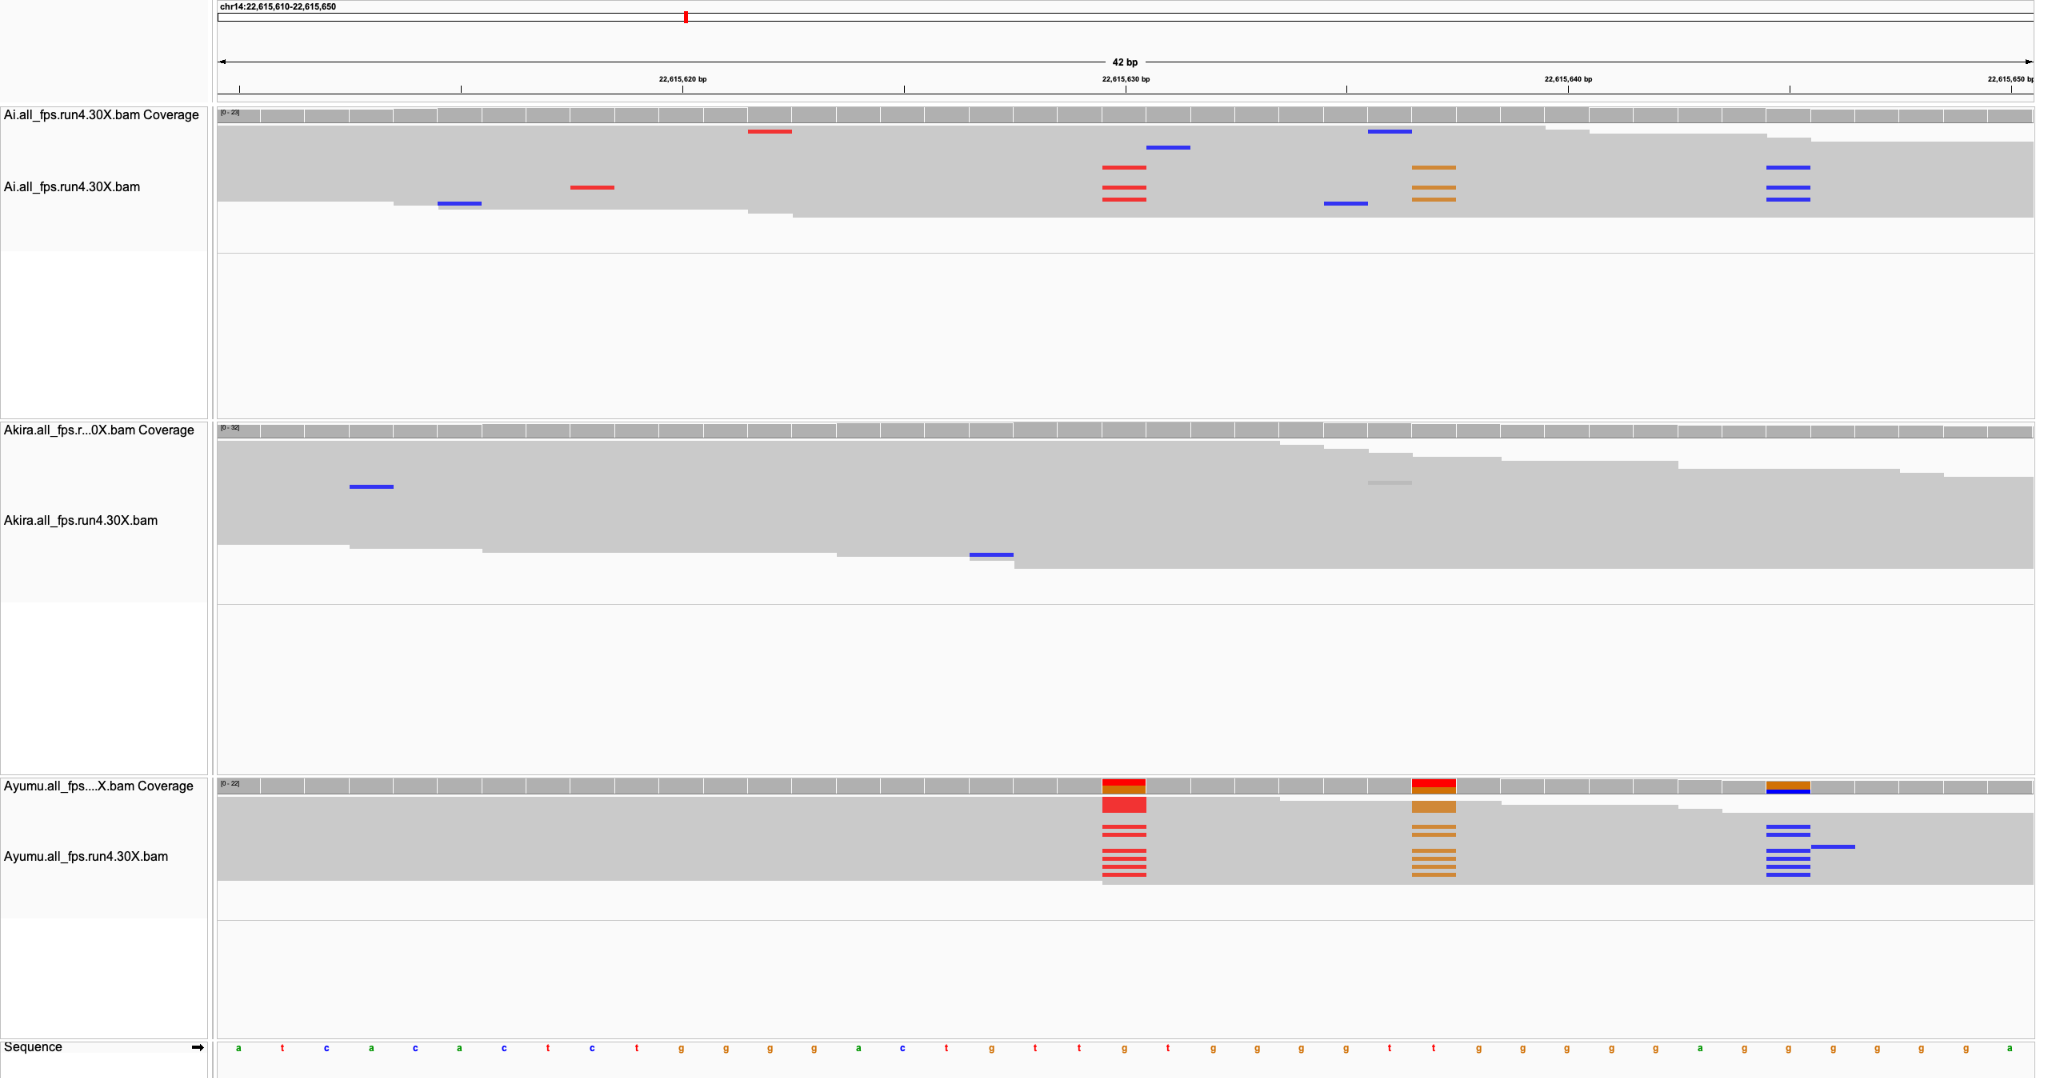 chr14:22,615,610-22,615,650
42 bp
22,615,620 bp 22,615,630 bp 22,615,640 bp 22,615,650 bp
Ai.all_fps.run4.30X.bam Coverage [0 - 23]
Ai.all_fps.run4.30X.bam
Akira.all_fps.r...0X.bam Coverage [0 - 32]
Akira.all_fps.run4.30X.bam
Ayumu.all_fps....X.bam Coverage [0 - 22]
Ayumu.all_fps.run4.30X.bam
Sequence a t c a c a c t c t g g g g a c t g t t g t g g g g t t g g g g g a g g g g g g a